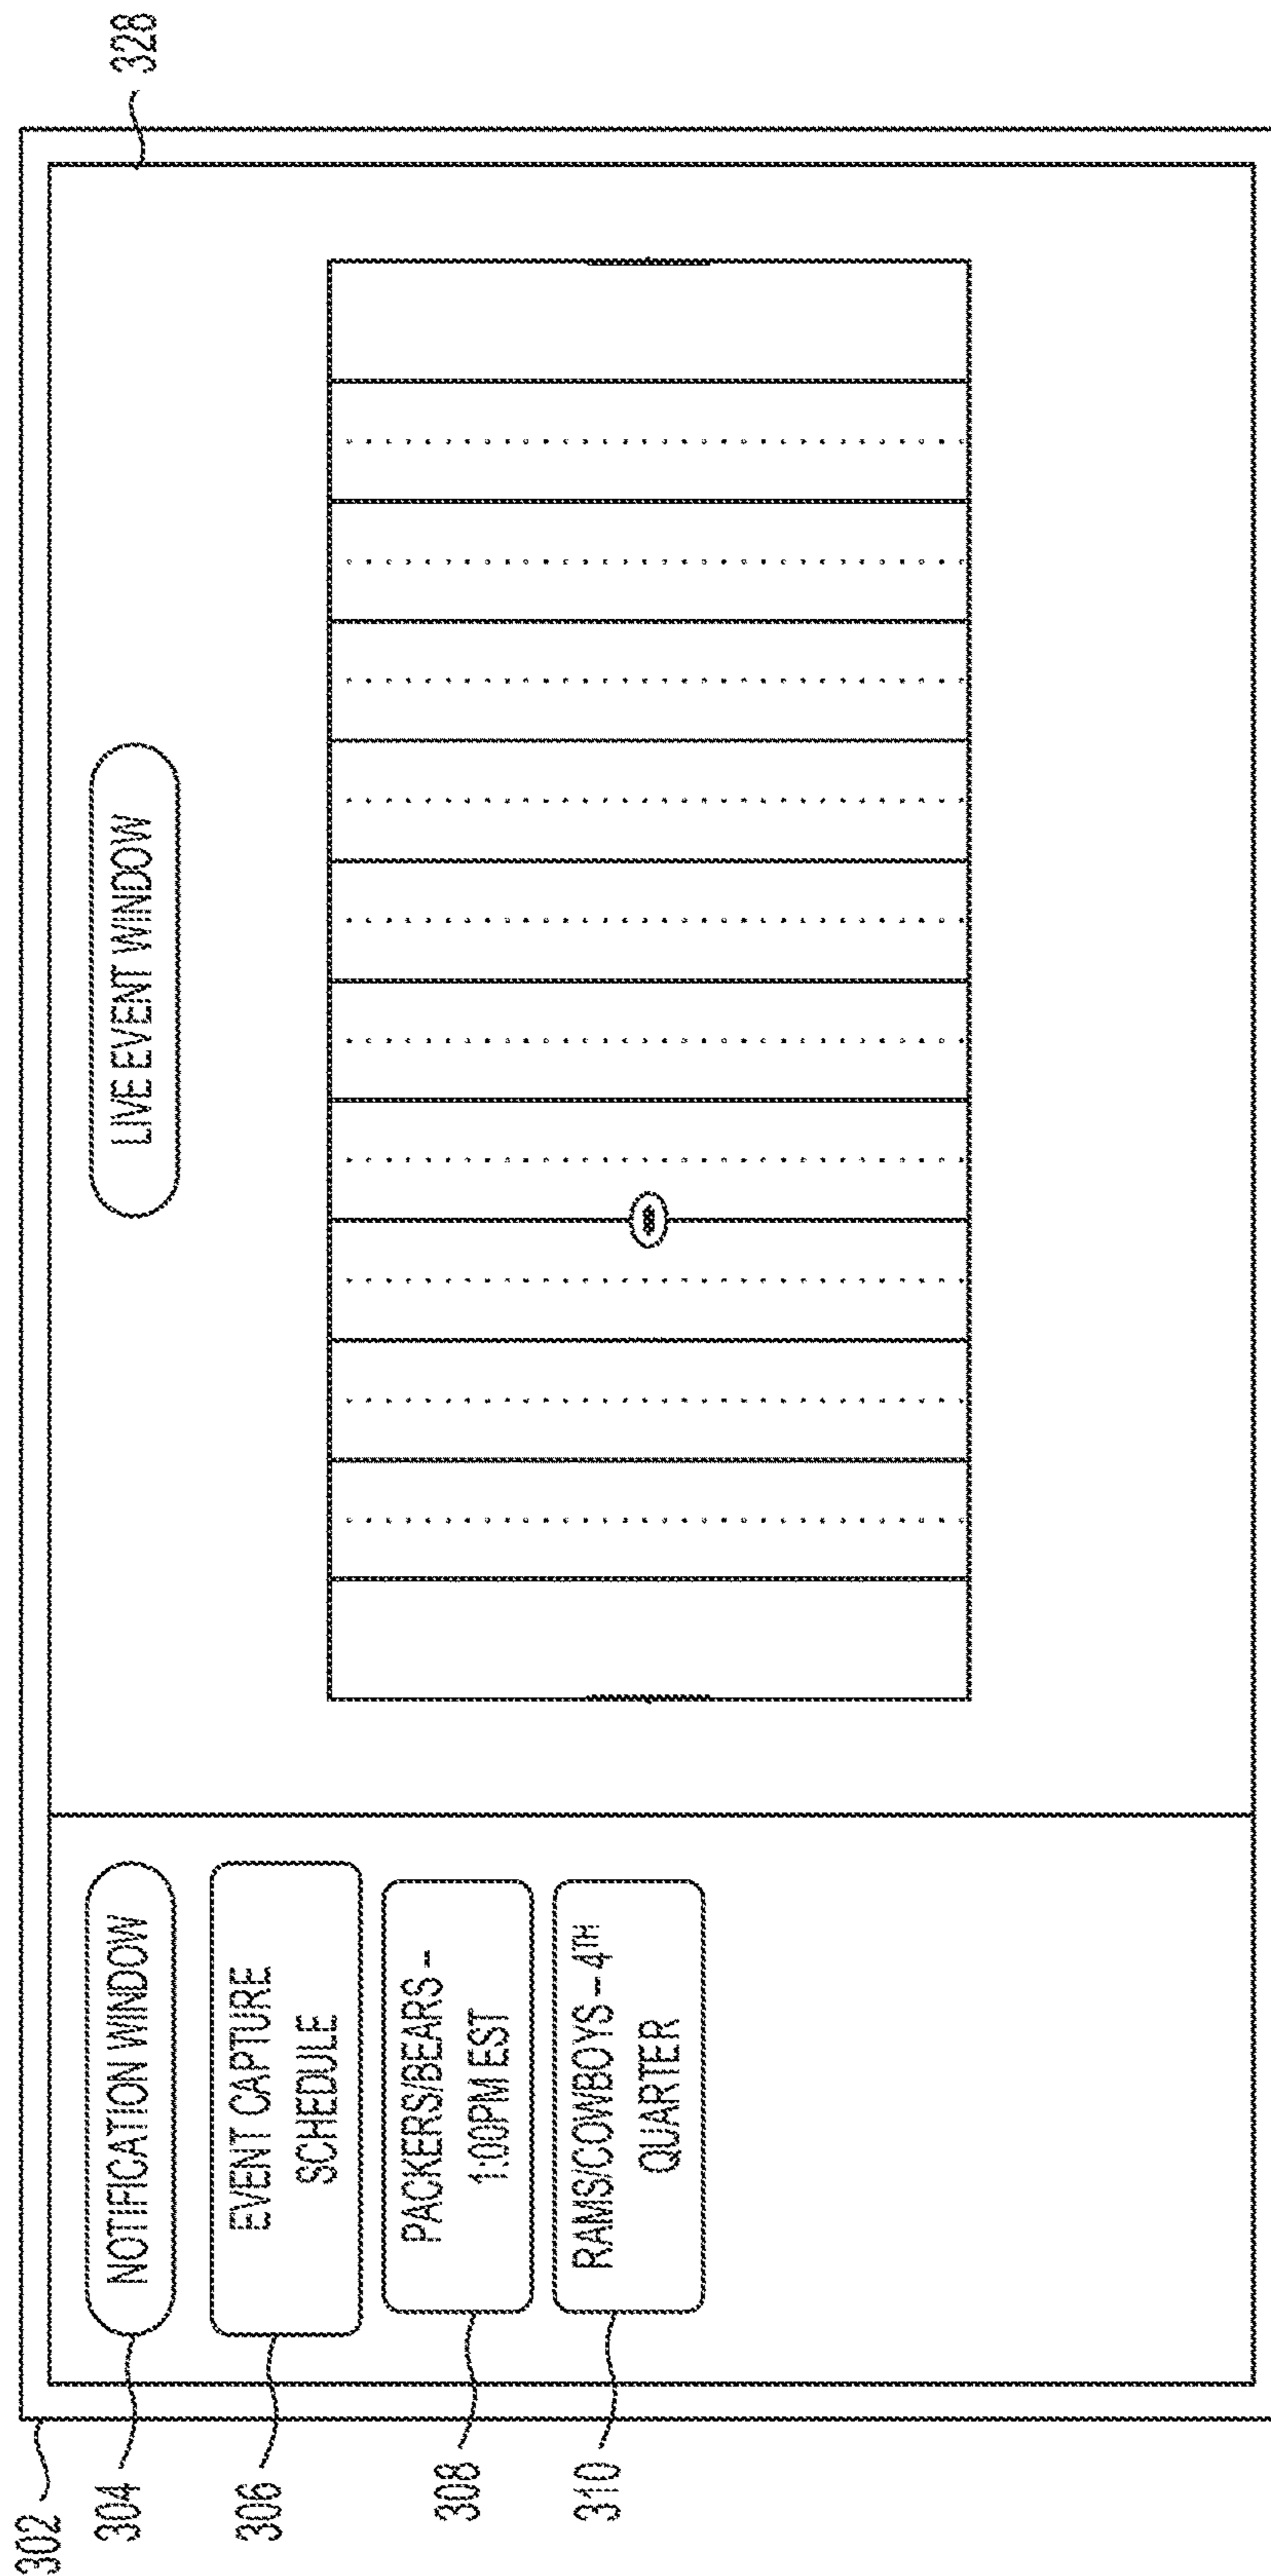 302
304
NOTIFICATION WINDOW
306
EVENT CAPTURE
SCHEDULE
308
PACKERS/BEARS –
1:00PM EST
310
RAMS/COWBOYS – 4TH
QUARTER
LIVE EVENT WINDOW
328